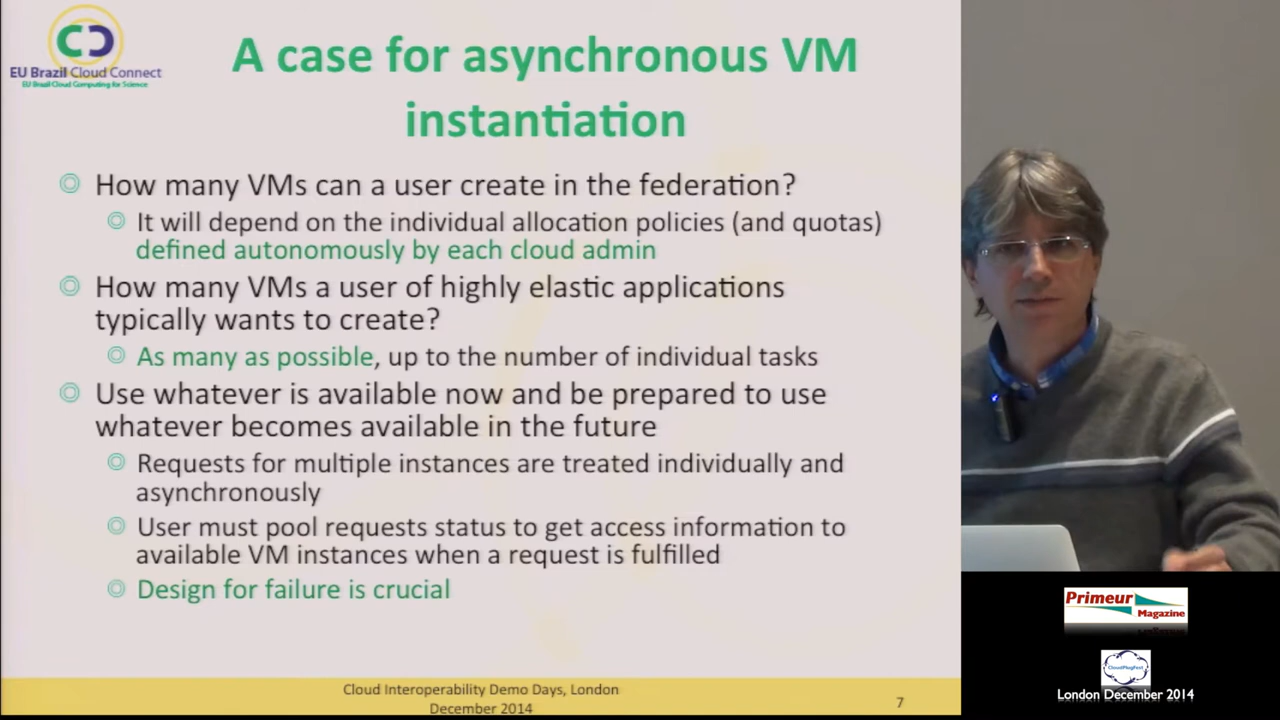 EU Brazil Cloud Connect
EU Brazil Cloud Computing for Science
A case for asynchronous VM
instantiation
How many VMs can a user create in the federation?
It will depend on the individual allocation policies (and quotas)
defined autonomously by each cloud admin
How many VMs a user of highly elastic applications
typically wants to create?
As many as possible, up to the number of individual tasks
Use whatever is available now and be prepared to use
whatever becomes available in the future
Requests for multiple instances are treated individually and
asynchronously
User must pool requests status to get access information to
available VM instances when a request is fulfilled
Design for failure is crucial
Cloud Interoperability Demo Days, London
December 2014
7
Primeur
Magazine
CloudPlugFest
London December 2014